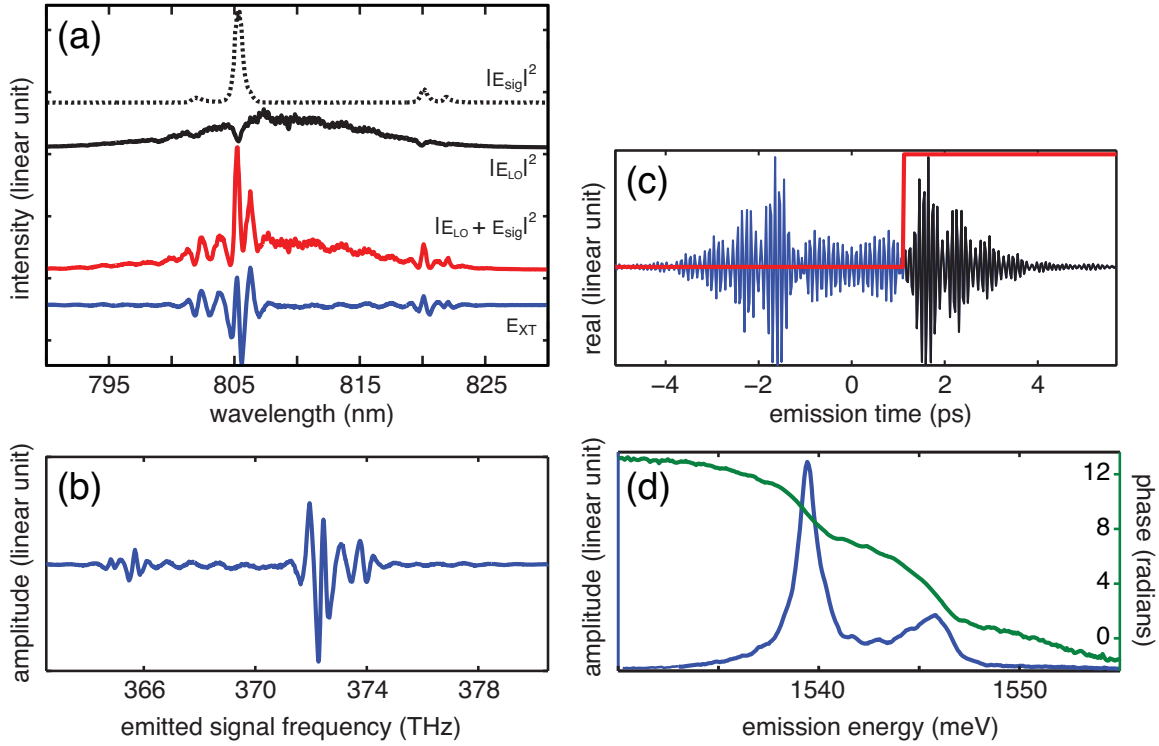 (a)
intensity (linear unit)
|E_sig|²
|E_LO|²
|E_LO + E_sig|²
E_XT
795 805 815 825
wavelength (nm)
(b)
amplitude (linear unit)
366 370 374 378
emitted signal frequency (THz)
(c)
real (linear unit)
−4 −2 0 2 4
emission time (ps)
(d)
amplitude (linear unit)
12
8
4
0
phase (radians)
1540 1550
emission energy (meV)